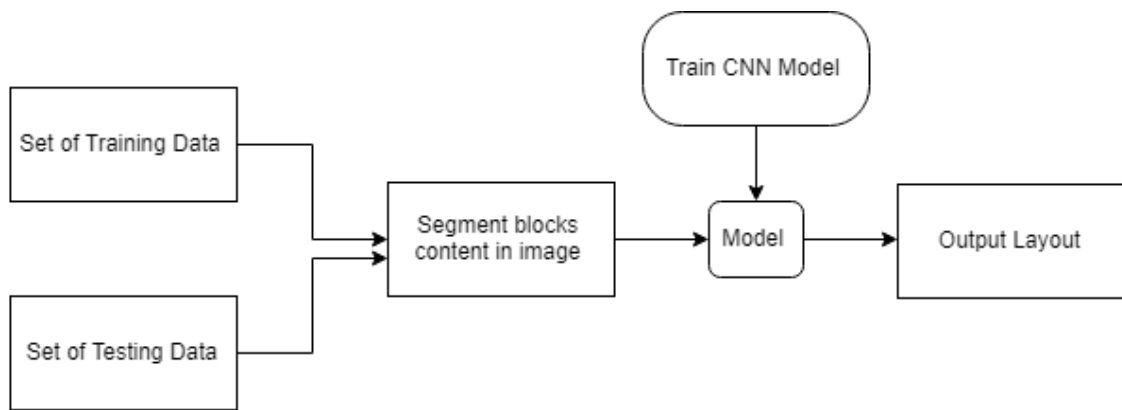 Train CNN Model
Set of Training Data
Segment blocks
content in image
Model
Output Layout
Set of Testing Data